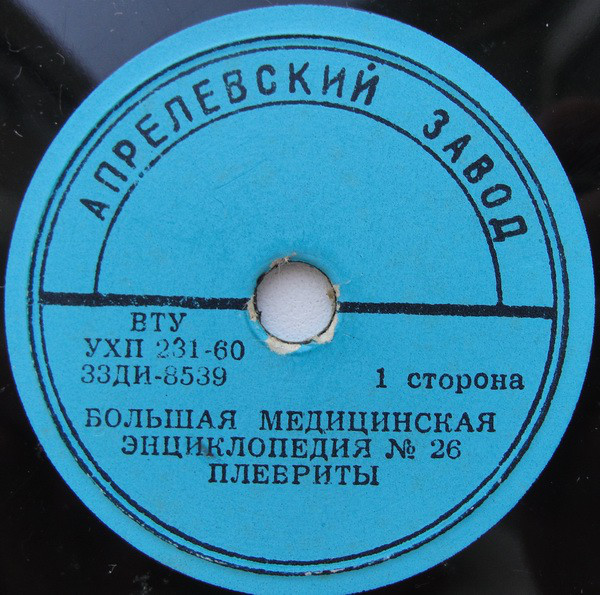 АПРЕЛЕВСКИЙ ЗАВОД
ВТУ
УХП 231-60
33ДИ-8539
1 сторона
БОЛЬШАЯ МЕДИЦИНСКАЯ
ЭНЦИКЛОПЕДИЯ № 26
ПЛЕВРИТЫ